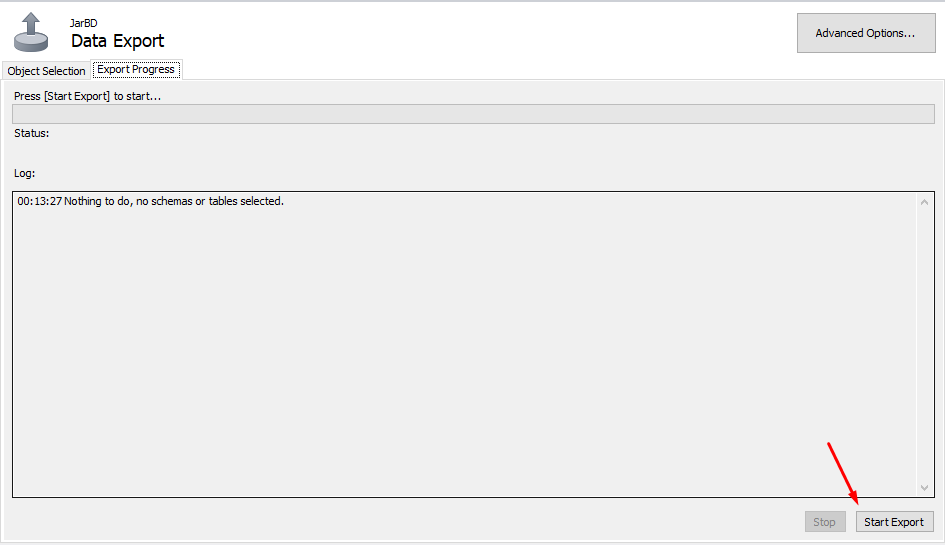 JarBD
Data Export
Advanced Options...
Object Selection
Export Progress
Press [Start Export] to start...
Status:
Log:
00:13:27 Nothing to do, no schemas or tables selected.
Stop
Start Export